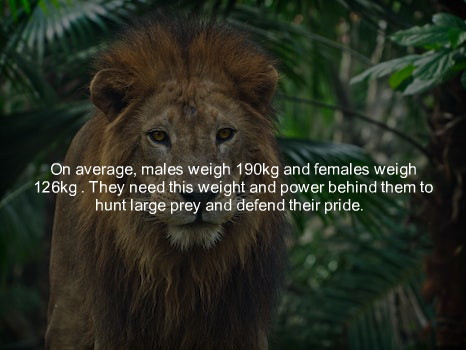 On average, males weigh 190kg and females weigh
126kg . They need this weight and power behind them to
hunt large prey and defend their pride.